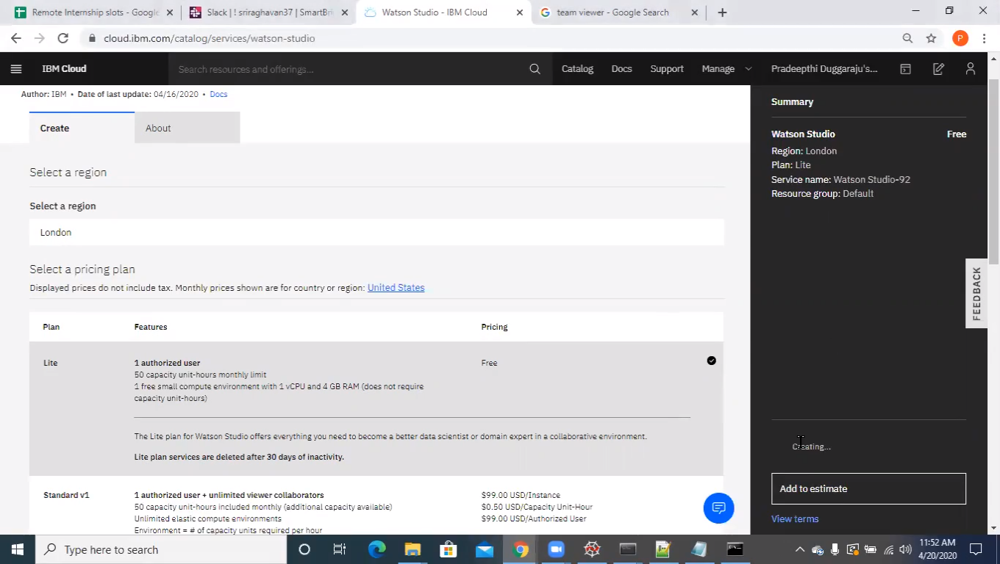 Remote Internship slots - Google
Slack | ! sriraghavan37 | SmartBri
Watson Studio - IBM Cloud
team viewer - Google Search
cloud.ibm.com/catalog/services/watson-studio
P
IBM Cloud
Search resources and offerings...
Catalog
Docs
Support
Manage
Pradeepthi Duggaraju's...
Author: IBM • Date of last update: 04/16/2020 • Docs
Create
About
Select a region
Select a region
London
Select a pricing plan
Displayed prices do not include tax. Monthly prices shown are for country or region: United States
Plan
Features
Pricing
Lite
1 authorized user
50 capacity unit-hours monthly limit
1 free small compute environment with 1 vCPU and 4 GB RAM (does not require
capacity unit-hours)
Free
The Lite plan for Watson Studio offers everything you need to become a better data scientist or domain expert in a collaborative environment.
Lite plan services are deleted after 30 days of inactivity.
Standard v1
1 authorized user + unlimited viewer collaborators
50 capacity unit-hours included monthly (additional capacity available)
Unlimited elastic compute environments
Environment = # of capacity units required per hour
$99.00 USD/Instance
$0.50 USD/Capacity Unit-Hour
$99.00 USD/Authorized User
Summary
Watson Studio
Free
Region: London
Plan: Lite
Service name: Watson Studio-92
Resource group: Default
FEEDBACK
Creating...
Add to estimate
View terms
Type here to search
11:52 AM
4/20/2020